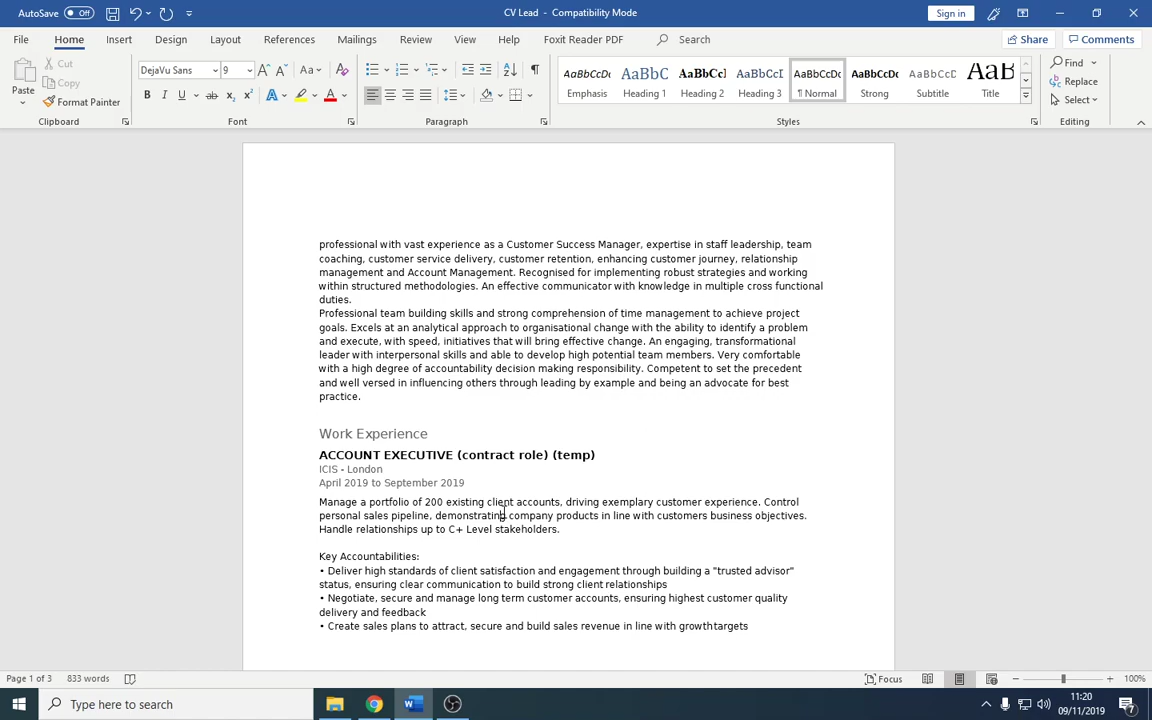 AutoSave Off CV Lead - Compatibility Mode Sign in
File Home Insert Design Layout References Mailings Review View Help Foxit Reader PDF Search Share Comments
Paste
Cut
Copy
Format Painter
Clipboard
DejaVu Sans 9
Font
Paragraph
AaBbCcDc AaBbC AaBbCcI AaBbCcD AaBbCcDc AaBbCcDc AaBbCcDc AaB
Emphasis Heading 1 Heading 2 Heading 3 ¶ Normal Strong Subtitle Title
Styles
Find
Replace
Select
Editing
professional with vast experience as a Customer Success Manager, expertise in staff leadership, team
coaching, customer service delivery, customer retention, enhancing customer journey, relationship
management and Account Management. Recognised for implementing robust strategies and working
within structured methodologies. An effective communicator with knowledge in multiple cross functional
duties.
Professional team building skills and strong comprehension of time management to achieve project
goals. Excels at an analytical approach to organisational change with the ability to identify a problem
and execute, with speed, initiatives that will bring effective change. An engaging, transformational
leader with interpersonal skills and able to develop high potential team members. Very comfortable
with a high degree of accountability decision making responsibility. Competent to set the precedent
and well versed in influencing others through leading by example and being an advocate for best
practice.
Work Experience
ACCOUNT EXECUTIVE (contract role) (temp)
ICIS - London
April 2019 to September 2019
Manage a portfolio of 200 existing client accounts, driving exemplary customer experience. Control
personal sales pipeline, demonstrating company products in line with customers business objectives.
Handle relationships up to C+ Level stakeholders.
Key Accountabilities:
• Deliver high standards of client satisfaction and engagement through building a "trusted advisor"
status, ensuring clear communication to build strong client relationships
• Negotiate, secure and manage long term customer accounts, ensuring highest customer quality
delivery and feedback
• Create sales plans to attract, secure and build sales revenue in line with growth targets
Page 1 of 3 833 words Focus 100%
Type here to search
11:20
09/11/2019
7